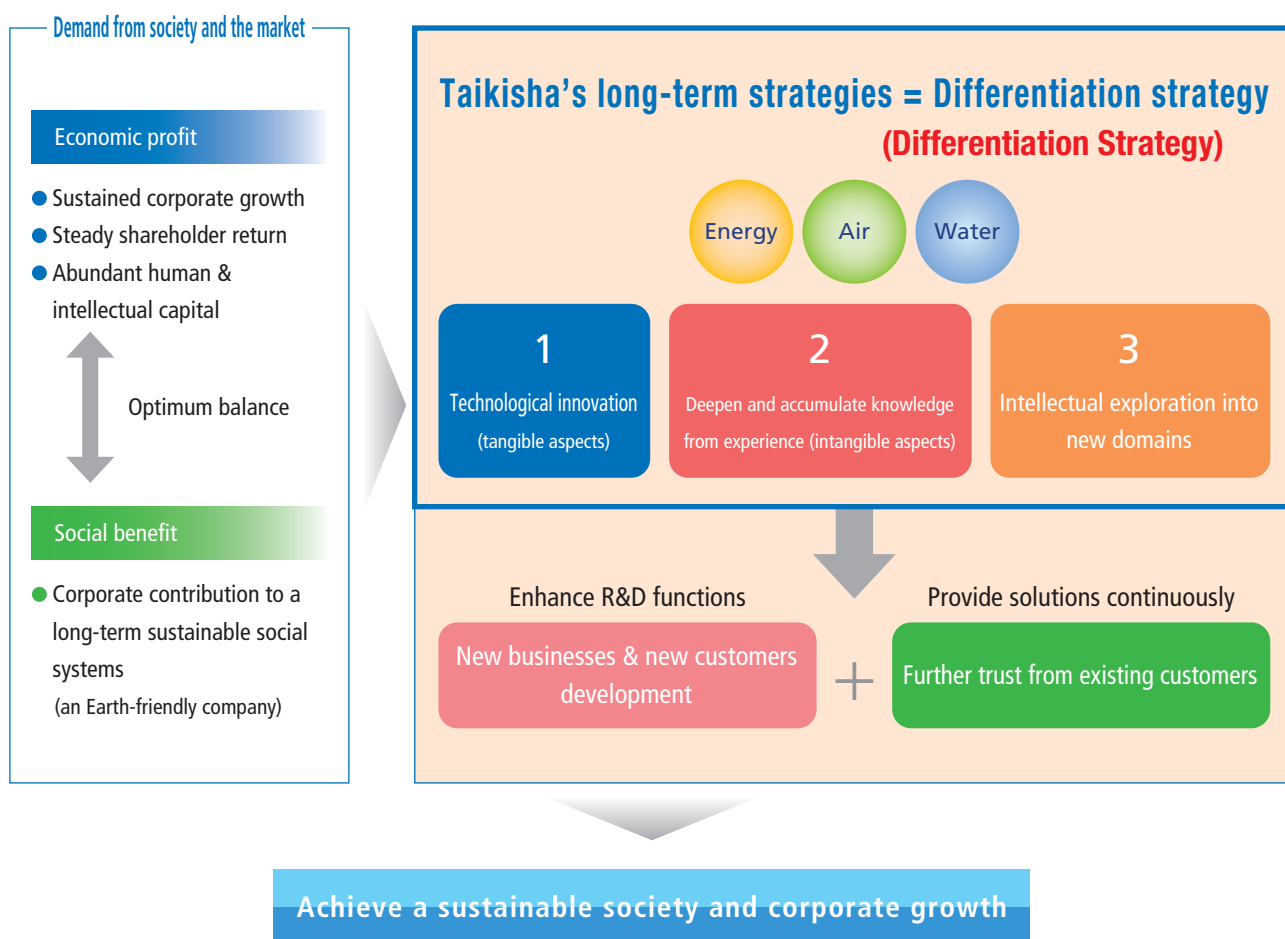 Demand from society and the market
Economic profit
Sustained corporate growth
Steady shareholder return
Abundant human &
intellectual capital
Optimum balance
Social benefit
Corporate contribution to a
long-term sustainable social
systems
(an Earth-friendly company)
Taikisha's long-term strategies = Differentiation strategy
(Differentiation Strategy)
Energy
Air
Water
1
Technological innovation
(tangible aspects)
2
Deepen and accumulate knowledge
from experience (intangible aspects)
3
Intellectual exploration into
new domains
Enhance R&D functions
New businesses & new customers
development
+
Provide solutions continuously
Further trust from existing customers
Achieve a sustainable society and corporate growth